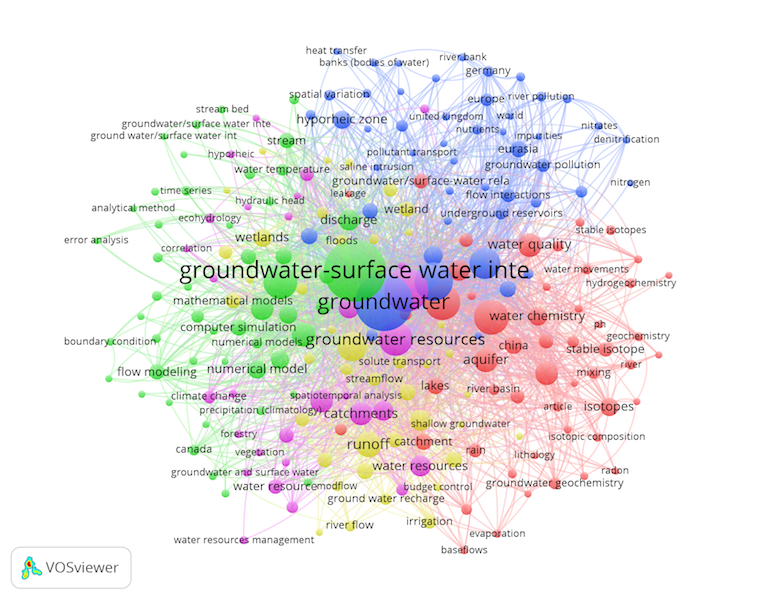 heat transfer
river bank
banks (bodies of water)
germany
spatial variation
europe
river pollution
stream bed
hyporheic zone
united kingdom
world
groundwater/surface water inte
nutrients
nitrates
ground water/surface water int
stream
impurities
denitrification
eurasia
hyporheic
pollutant transport
water temperature
saline intrusion
groundwater pollution
groundwater/surface-water rela
nitrogen
time series
leakage
flow interactions
hydraulic head
analytical method
wetland
underground reservoirs
ecohydrology
discharge
stable isotopes
error analysis
wetlands
floods
water quality
correlation
groundwater-surface water inte
water movements
hydrogeochemistry
mathematical models
groundwater
water chemistry
ph
computer simulation
geochemistry
boundary condition
numerical models
groundwater resources
china
stable isotope
solute transport
aquifer
river
flow modeling
numerical model
streamflow
mixing
lakes
river basin
climate change
spatiotemporal analysis
article
isotopes
precipitation (climatology)
catchments
shallow groundwater
forestry
isotopic composition
runoff
catchment
canada
vegetation
rain
lithology
water resources
groundwater and surface water
radon
water resource
modflow
budget control
groundwater geochemistry
ground water recharge
river flow
irrigation
water resources management
evaporation
baseflows
VOSviewer